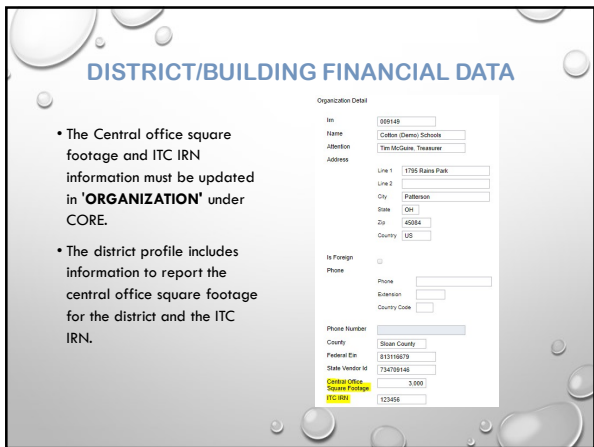 DISTRICT/BUILDING FINANCIAL DATA
• The Central office square
footage and ITC IRN
information must be updated
in 'ORGANIZATION' under
CORE.
• The district profile includes
information to report the
central office square footage
for the district and the ITC
IRN.
Organization Detail
Irn 009149
Name Cotton (Demo) Schools
Attention Tim McGuire, Treasurer
Address
Line 1 1795 Rains Park
Line 2
City Patterson
State OH
Zip 45084
Country US
Is Foreign
Phone
Phone
Extension
Country Code
Phone Number
County Sloan County
Federal Ein 813116679
State Vendor Id 734709146
Central Office
Square Footage 3,000
ITC IRN 123456